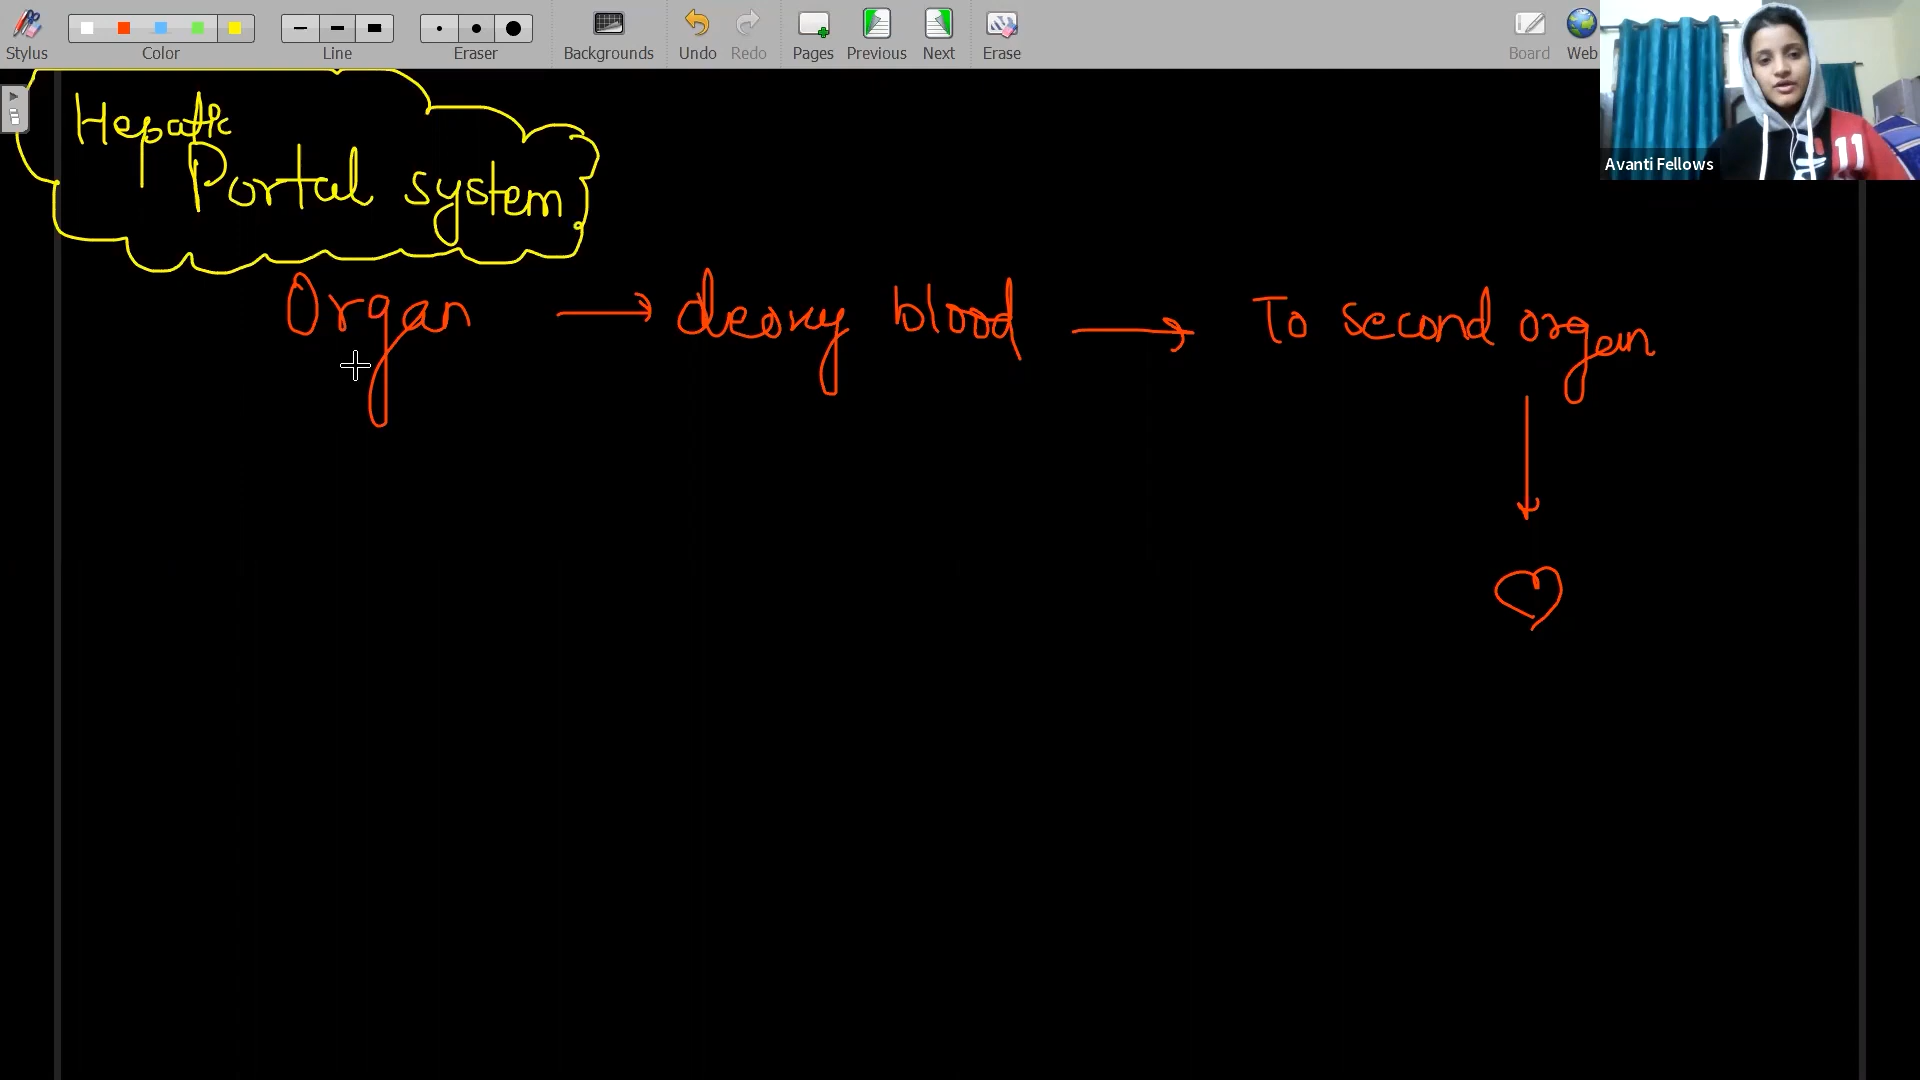 Stylus Color Line Eraser Backgrounds Undo Redo Pages Previous Next Erase Board Web
Avanti Fellows
11
Hepatic
Portal system
Organ → deoxy blood → To second organ